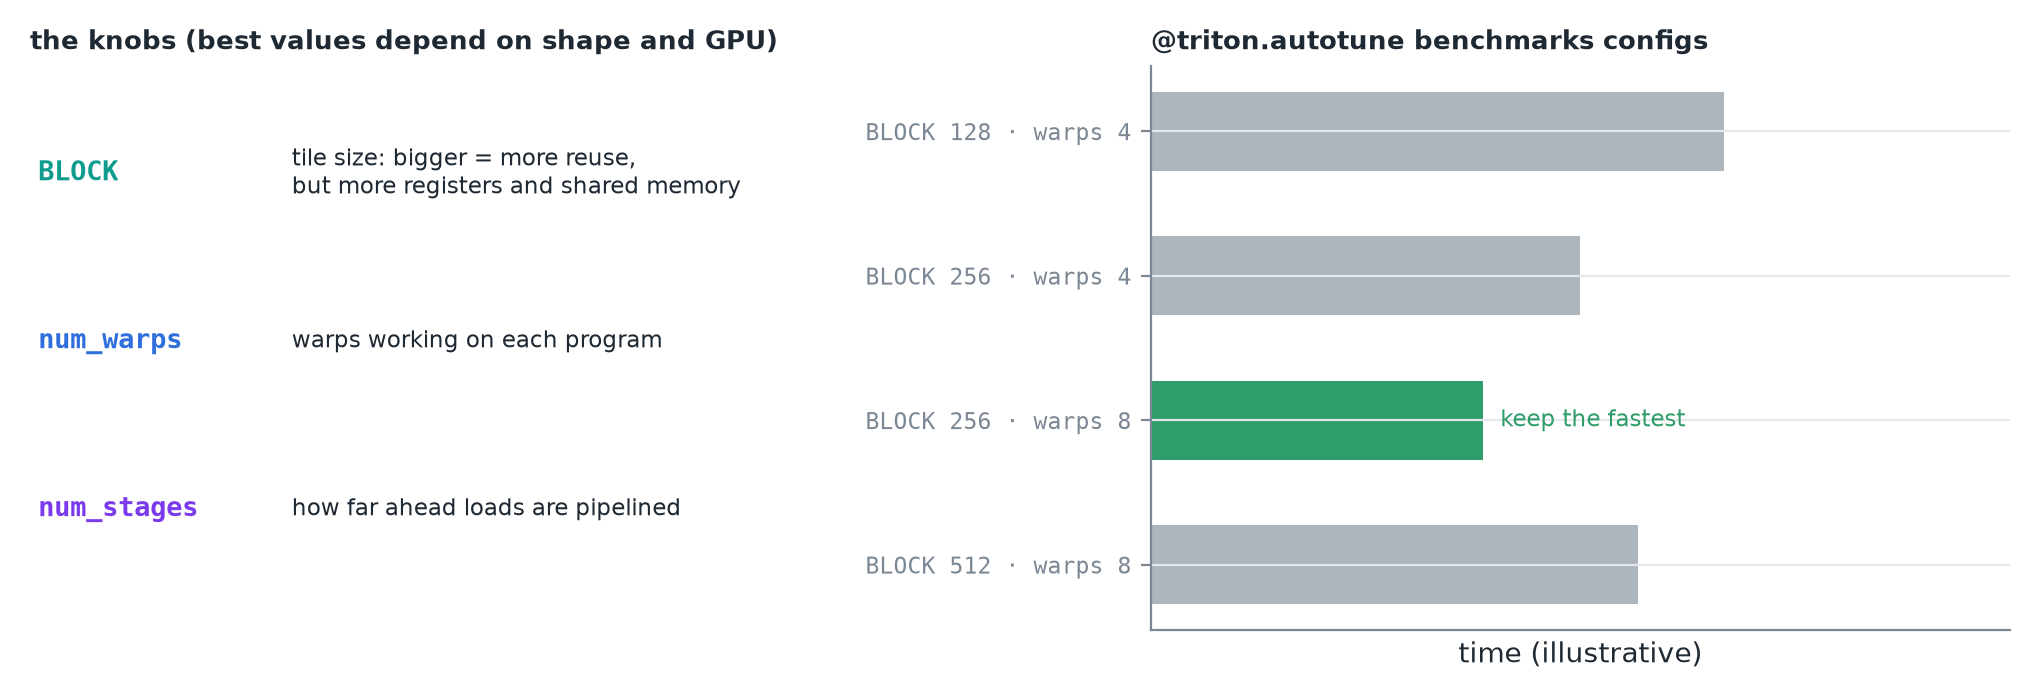 the knobs (best values depend on shape and GPU)
BLOCK
tile size: bigger = more reuse,
but more registers and shared memory
num_warps
warps working on each program
num_stages
how far ahead loads are pipelined
@triton.autotune benchmarks configs
BLOCK 128 · warps 4
BLOCK 256 · warps 4
BLOCK 256 · warps 8
keep the fastest
BLOCK 512 · warps 8
time (illustrative)